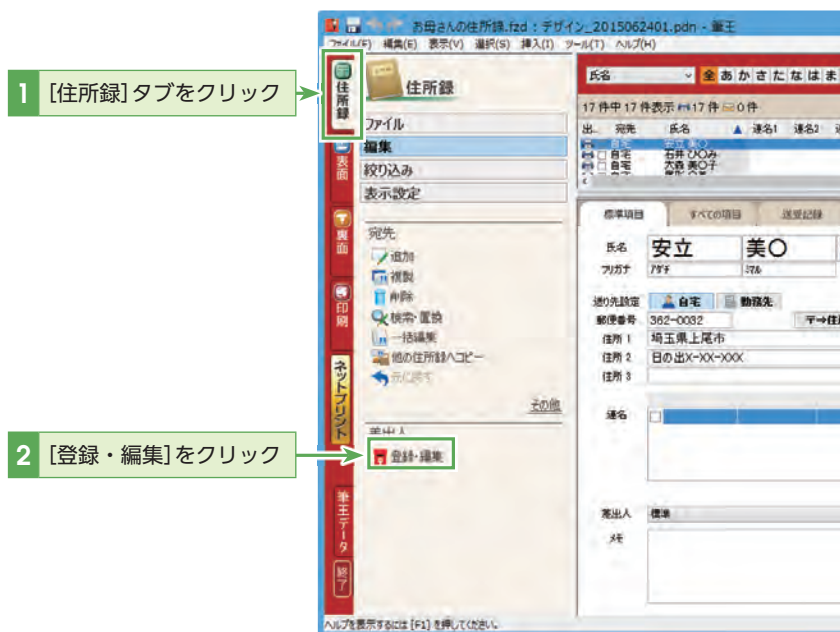 お母さんの住所録.fzd：デザイン_2015062401.pdn - 筆王
ファイル(F) 編集(E) 表示(V) 選択(S) 挿入(I) ツール(T) ヘルプ(H)
1 [住所録]タブをクリック
住所録
表面
裏面
印刷
ネットプリント
筆王データ
終了
住所録
ファイル
編集
絞り込み
表示設定
宛先
追加
複製
削除
検索･置換
一括編集
他の住所録へコピー
元に戻す
その他
差出人
2 [登録・編集]をクリック
登録･編集
氏名 全 あ か さ た な は ま
17 件中 17 件表示 17 件 0 件
出... 宛先 氏名 連名1 連名2
自宅 安立 美〇
自宅 石井 ひ〇み
自宅 大森 美〇子
標準項目 すべての項目 送受記録
氏名 安立 美〇
フリガナ アダチ
送り先設定 自宅 勤務先
郵便番号 362-0032 〒→住所
住所 1 埼玉県上尾市
住所 2 日の出X-XX-XXX
住所 3
連名
差出人 標準
メモ
ヘルプを表示するには [F1] を押してください。